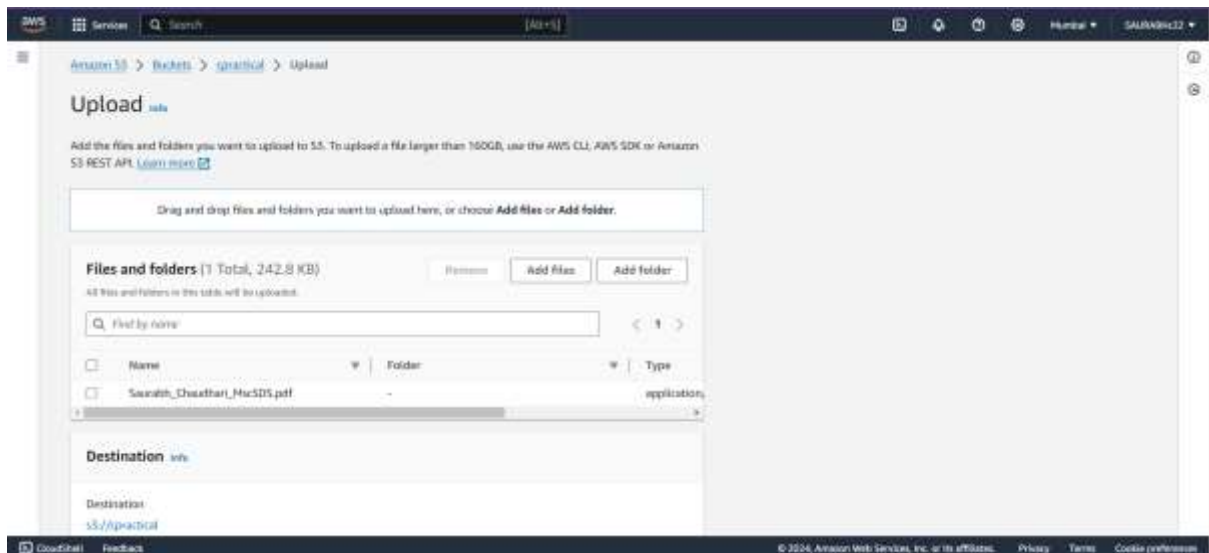 aws Services Search [Alt+S] Mumbai
Amazon S3 > Buckets > spractical > Upload
Upload Info
Add the files and folders you want to upload to S3. To upload a file larger than 160GB, use the AWS CLI, AWS SDK or Amazon
S3 REST API. Learn more
Drag and drop files and folders you want to upload here, or choose Add files or Add folder.
Files and folders (1 Total, 242.8 KB) Remove Add files Add folder
All files and folders in this table will be uploaded.
Find by name 1
Name Folder Type
Saurabh_Chaudhari_MscSDS.pdf - application/
Destination Info
Destination
s3://spractical
CloudShell Feedback © 2024, Amazon Web Services, Inc. or its affiliates. Privacy Terms Cookie preferences